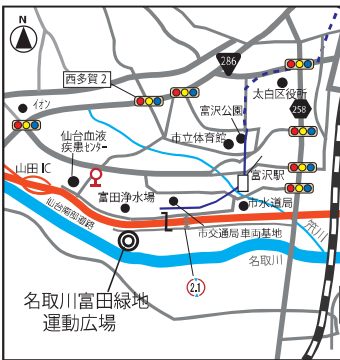 N
286
西多賀 2
太白区役所
イオン
富沢公園
258
仙台血液
疾患センター
市立体育館
山田 IC
富沢駅
富田浄水場
市水道局
仙台南部道路
市交通局 車両基地
笊川
名取川
2.1
名取川富田緑地
運動広場